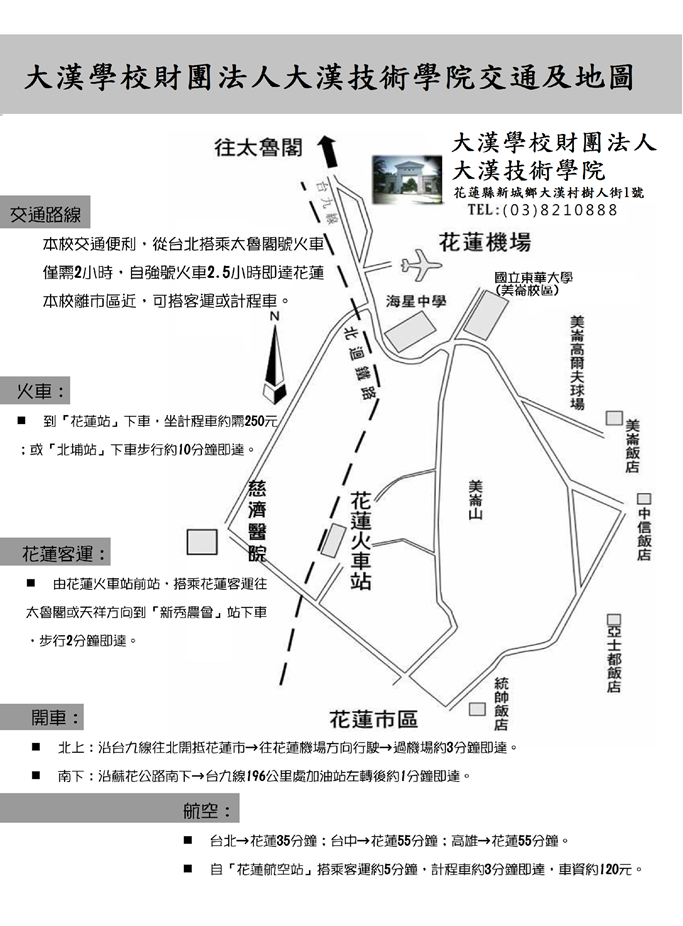 大漢學校財團法人大漢技術學院交通及地圖
大漢學校財團法人
大漢技術學院
花蓮縣新城鄉大漢村樹人街1號
TEL:(03)8210888
往太魯閣
台九線
交通路線
本校交通便利，從台北搭乘太魯閣號火車
僅需2小時，自強號火車2.5小時即達花蓮
本校離市區近，可搭客運或計程車。
花蓮機場
國立東華大學
(美崙校區)
海星中學
N
北迴鐵路
美崙高爾夫球場
火車：
■ 到「花蓮站」下車，坐計程車約需250元
；或「北埔站」下車步行約10分鐘即達。
美崙飯店
慈濟醫院
花蓮火車站
美崙山
中信飯店
花蓮客運：
■ 由花蓮火車站前站，搭乘花蓮客運往
太魯閣或天祥方向到「新秀農會」站下車
，步行2分鐘即達。
亞士都飯店
統帥飯店
花蓮市區
開車：
■ 北上：沿台九線往北開抵花蓮市→往花蓮機場方向行駛→過機場約3分鐘即達。
■ 南下：沿蘇花公路南下→台九線196公里處加油站左轉後約1分鐘即達。
航空：
■ 台北→花蓮35分鐘；台中→花蓮55分鐘；高雄→花蓮55分鐘。
■ 自「花蓮航空站」搭乘客運約5分鐘，計程車約3分鐘即達，車資約120元。